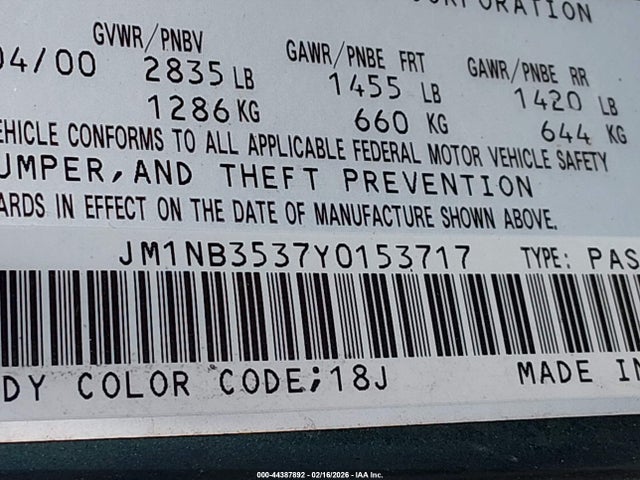 CORPORATION
04/00 GVWR/PNBV GAWR/PNBE FRT GAWR/PNBE RR
2835 LB 1455 LB 1420 LB
1286 KG 660 KG 644 KG
EHICLE CONFORMS TO ALL APPLICABLE FEDERAL MOTOR VEHICLE SAFETY
UMPER, AND THEFT PREVENTION
ARDS IN EFFECT ON THE DATE OF MANUFACTURE SHOWN ABOVE.
JM1NB3537Y0153717 TYPE: PAS
DY COLOR CODE;18J MADE IN
000-44387892 - 02/16/2026 - IAA Inc.